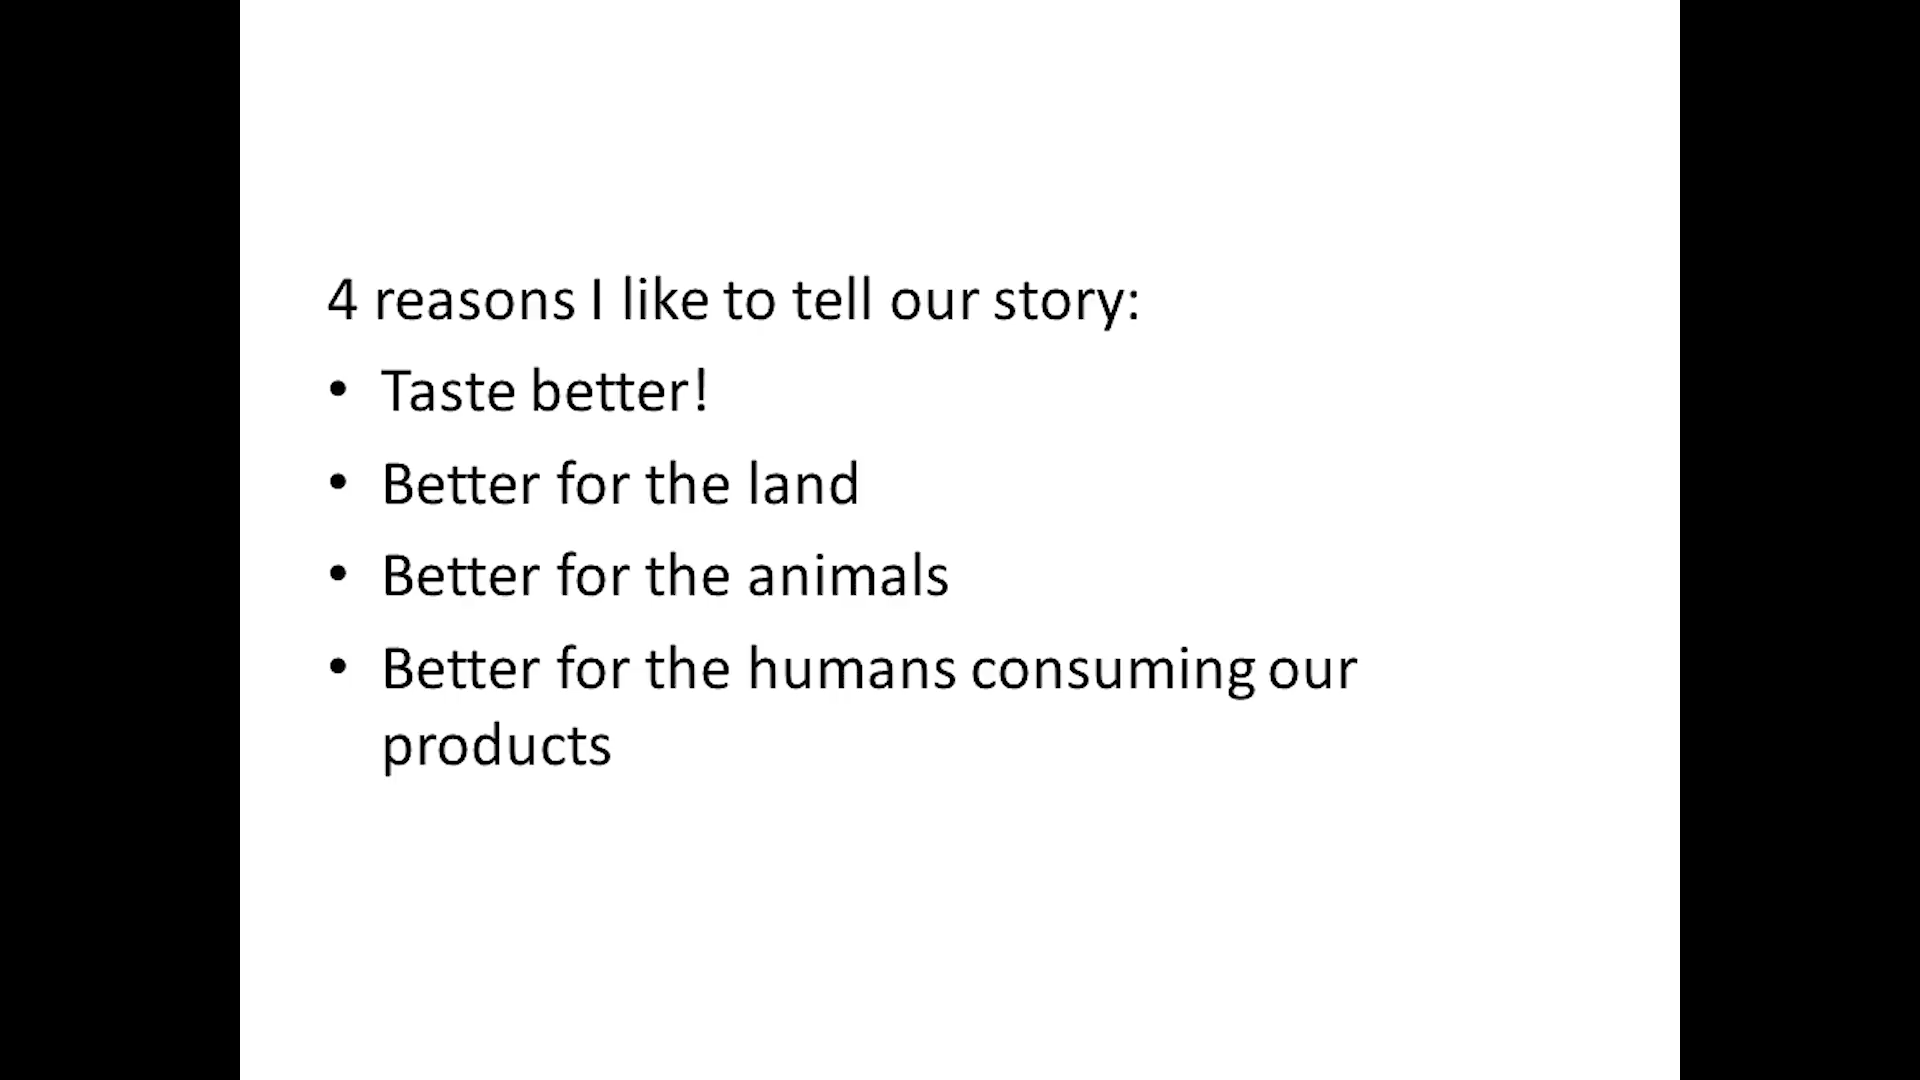 4 reasons I like to tell our story:
• Taste better!
• Better for the land
• Better for the animals
• Better for the humans consuming our
products